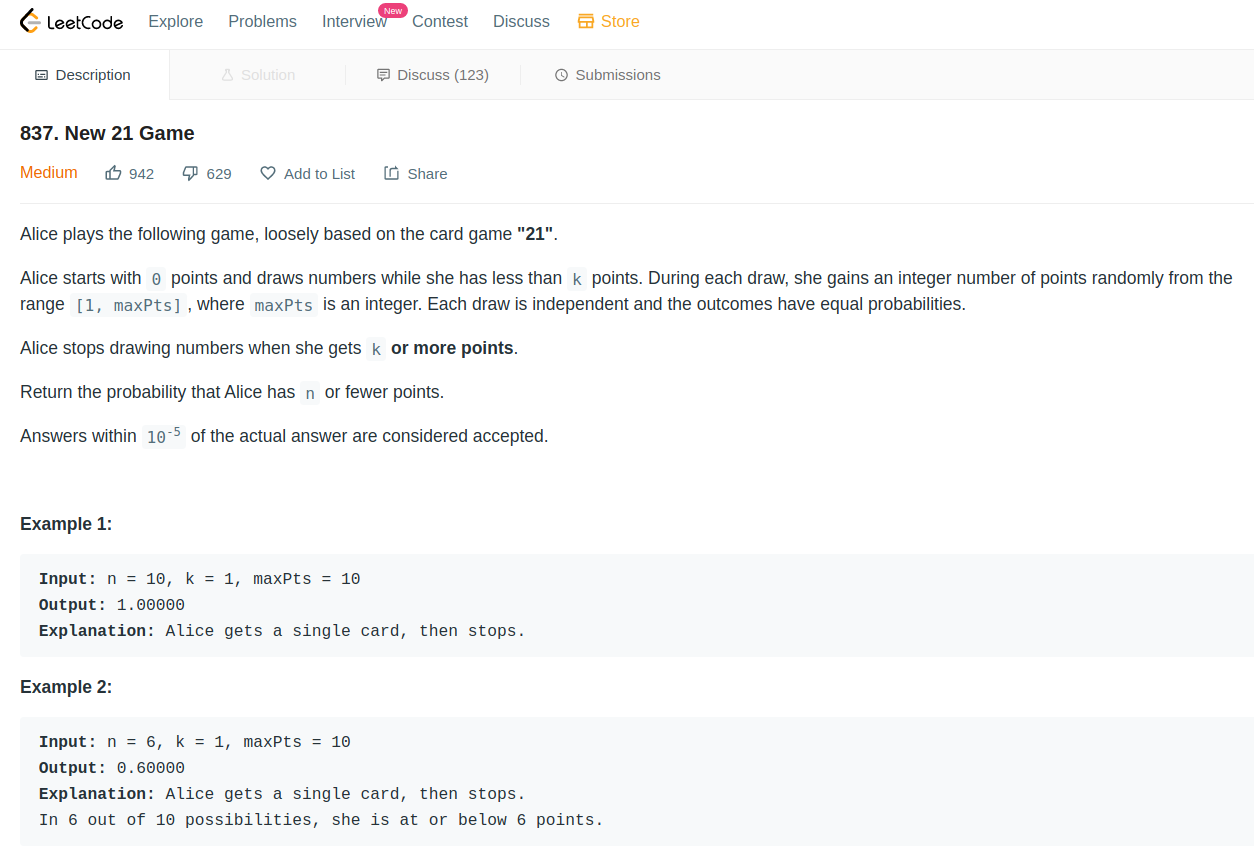 LeetCode Explore Problems Interview New Contest Discuss Store
Description Solution Discuss (123) Submissions
837. New 21 Game
Medium 942 629 Add to List Share
Alice plays the following game, loosely based on the card game "21".
Alice starts with 0 points and draws numbers while she has less than k points. During each draw, she gains an integer number of points randomly from the
range [1, maxPts], where maxPts is an integer. Each draw is independent and the outcomes have equal probabilities.
Alice stops drawing numbers when she gets k or more points.
Return the probability that Alice has n or fewer points.
Answers within 10-5 of the actual answer are considered accepted.
Example 1:
Input: n = 10, k = 1, maxPts = 10
Output: 1.00000
Explanation: Alice gets a single card, then stops.
Example 2:
Input: n = 6, k = 1, maxPts = 10
Output: 0.60000
Explanation: Alice gets a single card, then stops.
In 6 out of 10 possibilities, she is at or below 6 points.